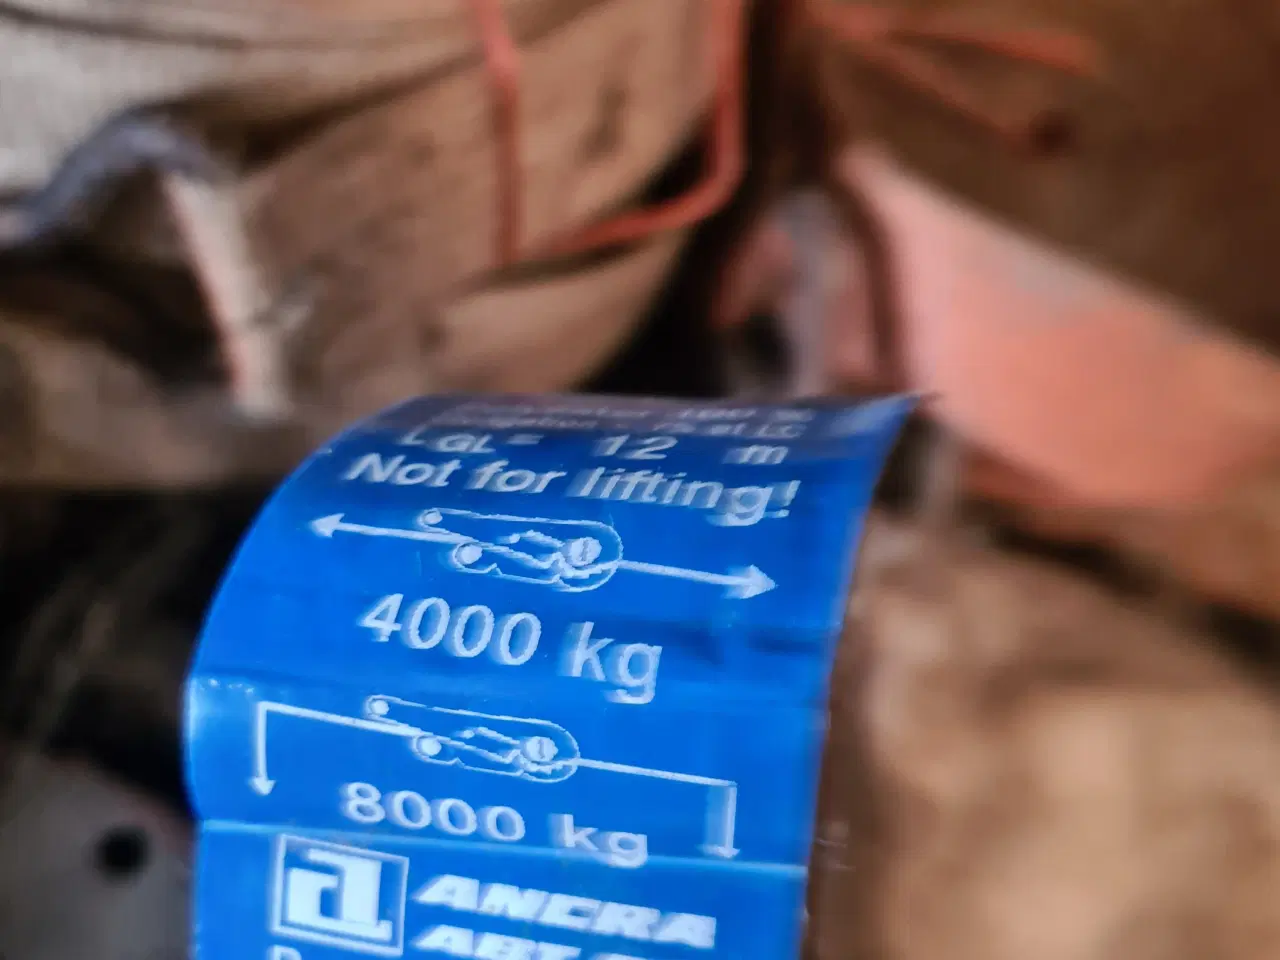 LGL= 12 m
Not for lifting!
4000 kg
8000 kg
a
ANCRA